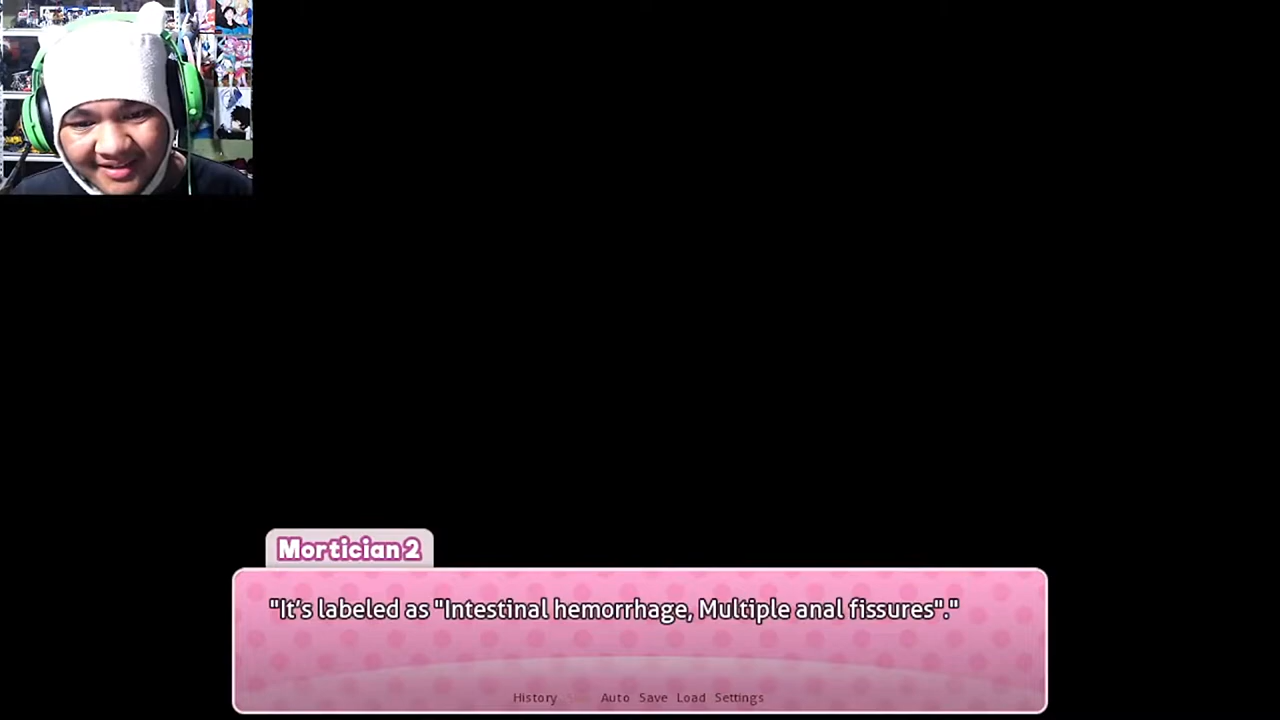 Mortician 2
"It's labeled as "Intestinal hemorrhage, Multiple anal fissures"."
History Auto Save Load Settings